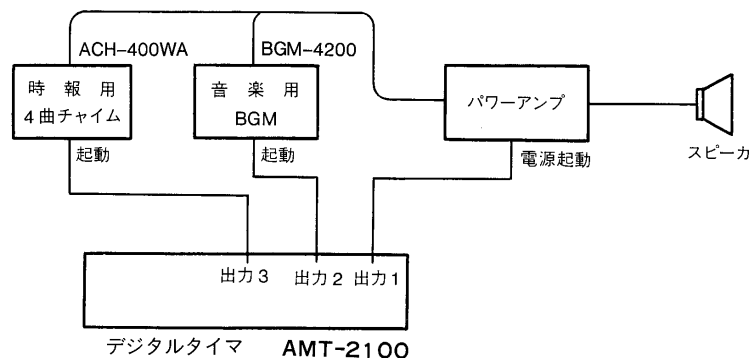 ACH-400WA
BGM-4200
時報用
4曲チャイム
音楽用
BGM
パワーアンプ
スピーカ
起動
起動
電源起動
出力3
出力2
出力1
デジタルタイマ AMT-2100